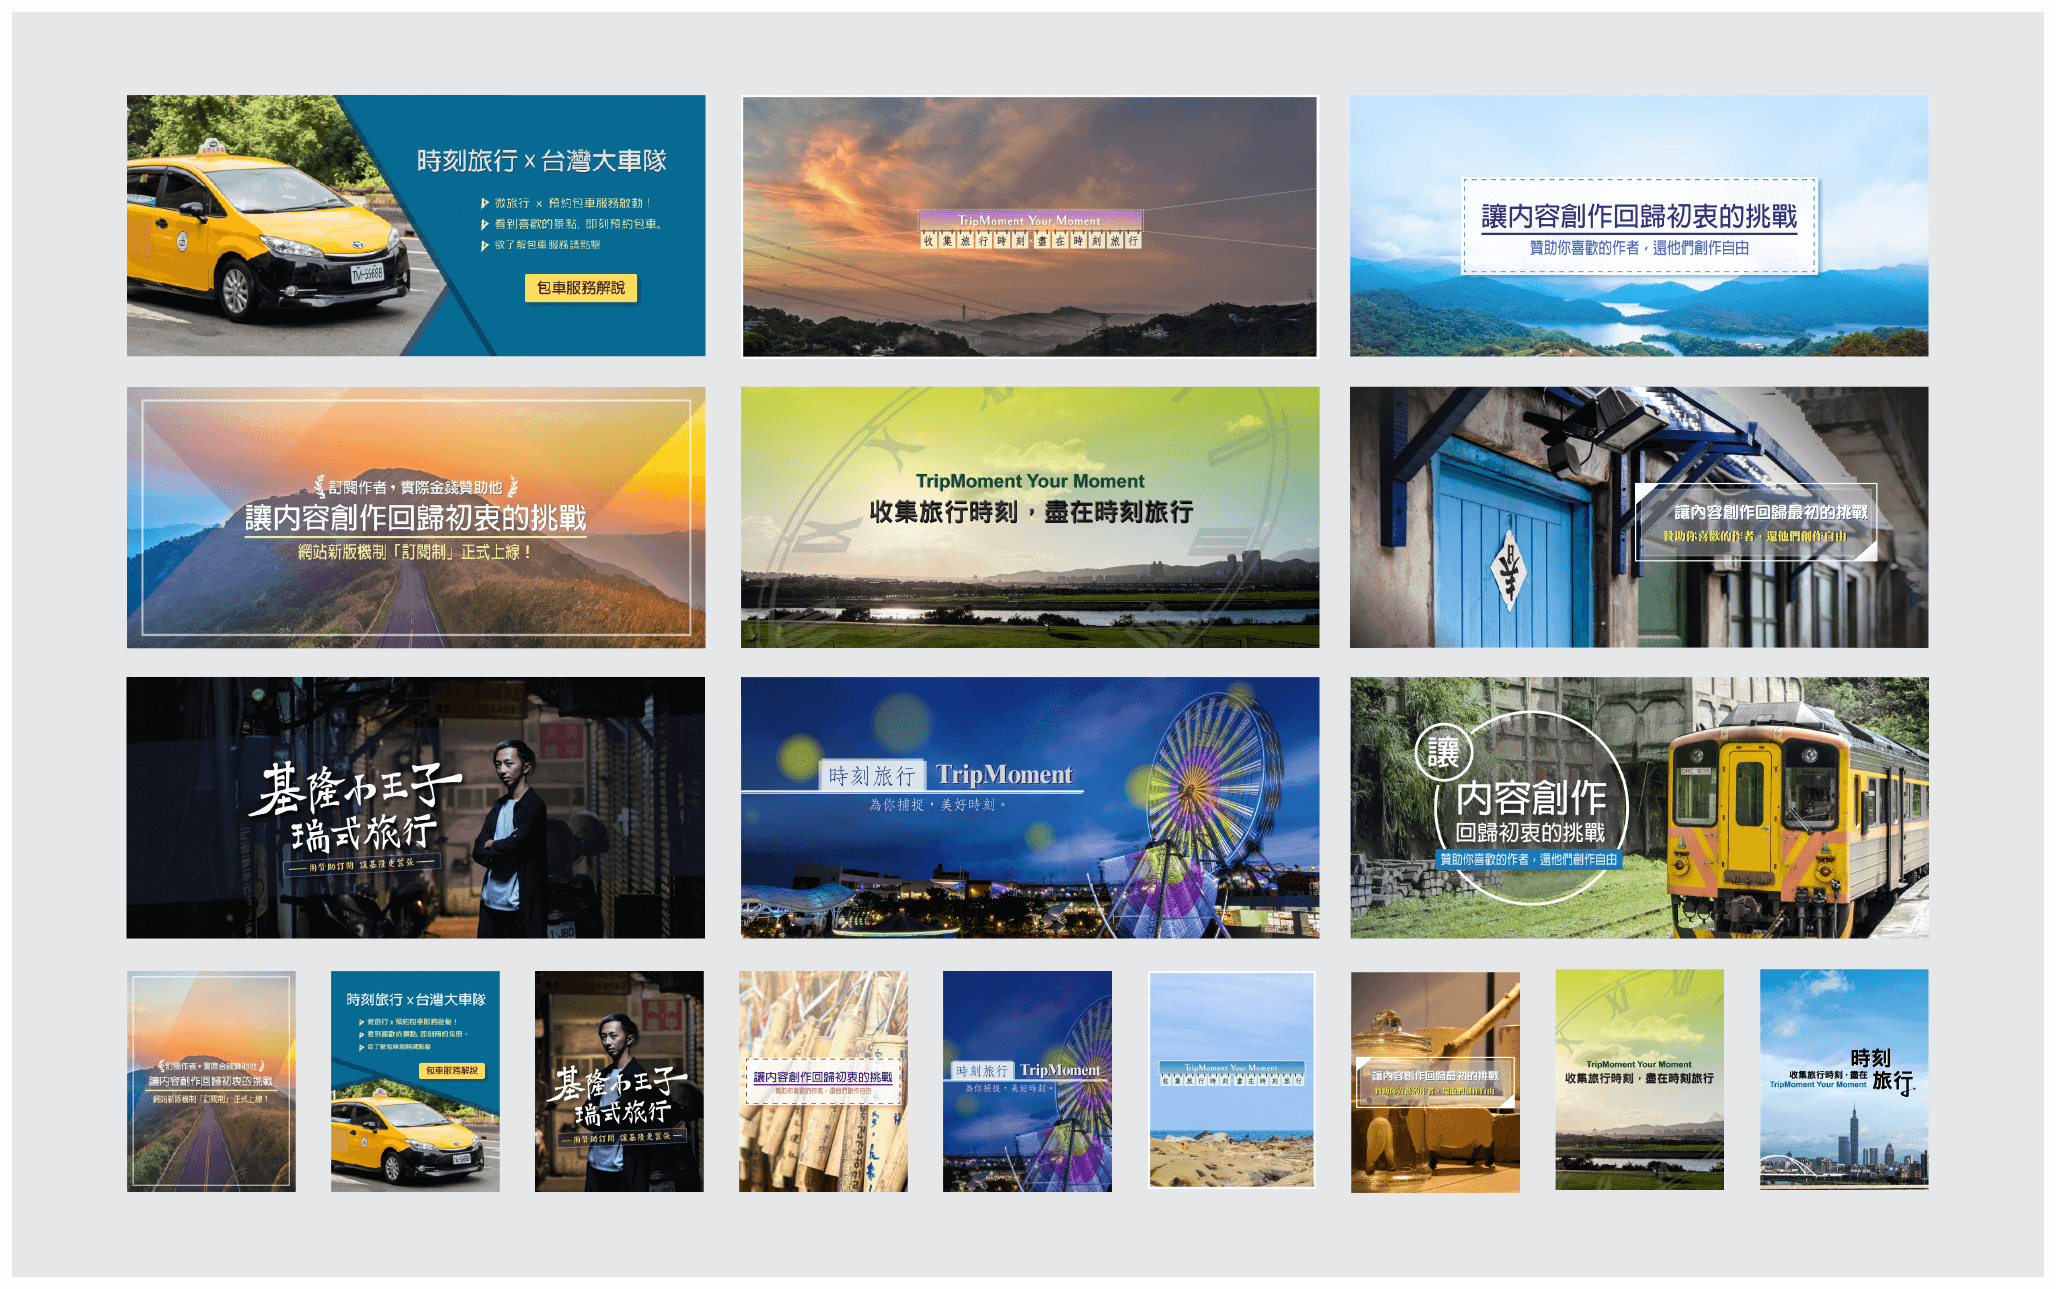 時刻旅行 x 台灣大車隊
微旅行 x 預約包車服務啟動！
看到喜歡的景點, 即刻預約包車。
欲了解包車服務請點擊
包車服務解說
TripMoment Your Moment
收集旅行時刻，盡在時刻旅行
讓內容創作回歸初衷的挑戰
贊助你喜歡的作者，還他們創作自由
訂閱作者，實際金錢贊助他
讓內容創作回歸初衷的挑戰
網站新版機制「訂閱制」正式上線！
TripMoment Your Moment
收集旅行時刻，盡在時刻旅行
讓內容創作回歸最初的挑戰
贊助你喜歡的作者，還他們創作自由
基隆小王子
瑞式旅行
用贊助訂閱 讓基隆更囂張
時刻旅行 TripMoment
為你捕捉，美好時刻。
讓
內容創作
回歸初衷的挑戰
贊助你喜歡的作者，還他們創作自由
訂閱作者，實際金錢贊助他
讓內容創作回歸初衷的挑戰
網站新版機制「訂閱制」正式上線！
時刻旅行 x 台灣大車隊
微旅行 x 預約包車服務啟動！
看到喜歡的景點, 即刻預約包車。
欲了解包車服務請點擊
包車服務解說
基隆小王子
瑞式旅行
用贊助訂閱 讓基隆更囂張
讓內容創作回歸初衷的挑戰
贊助你喜歡的作者，還他們創作自由
時刻旅行 TripMoment
為你捕捉，美好時刻。
TripMoment Your Moment
收集旅行時刻盡在時刻旅行
讓內容創作回歸最初的挑戰
贊助你喜歡的作者，還他們創作自由
TripMoment Your Moment
收集旅行時刻，盡在時刻旅行
時刻
收集旅行時刻，盡在
TripMoment Your Moment 旅行